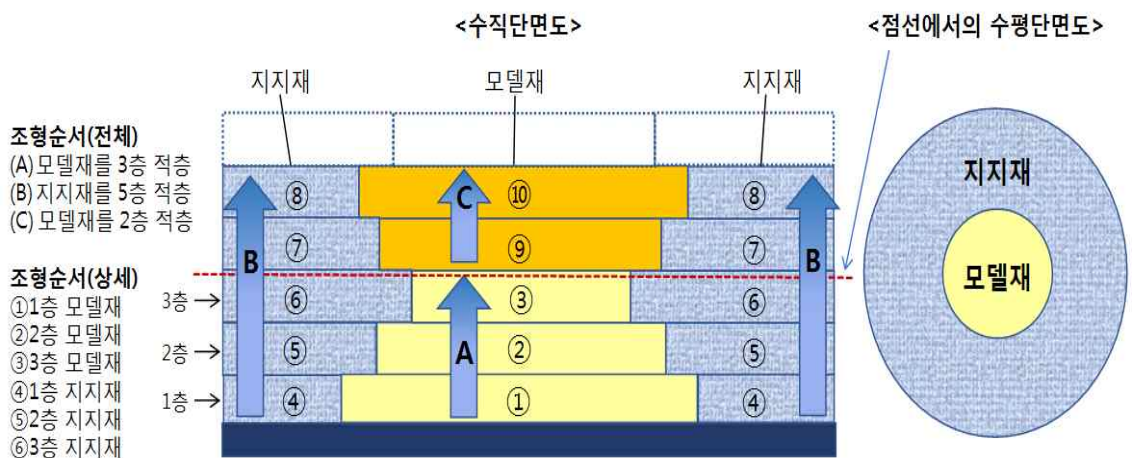 <수직단면도>
<점선에서의 수평단면도>
지지재
모델재
지지재
조형순서(전체)
(A) 모델재를 3층 적층
(B) 지지재를 5층 적층
(C) 모델재를 2층 적층
조형순서(상세)
①1층 모델재
②2층 모델재
③3층 모델재
④1층 지지재
⑤2층 지지재
⑥3층 지지재
⑧
C
⑩
⑧
B
⑦
⑨
⑦
B
3층
⑥
③
⑥
2층
⑤
A
②
⑤
1층
④
①
④
지지재
모델재